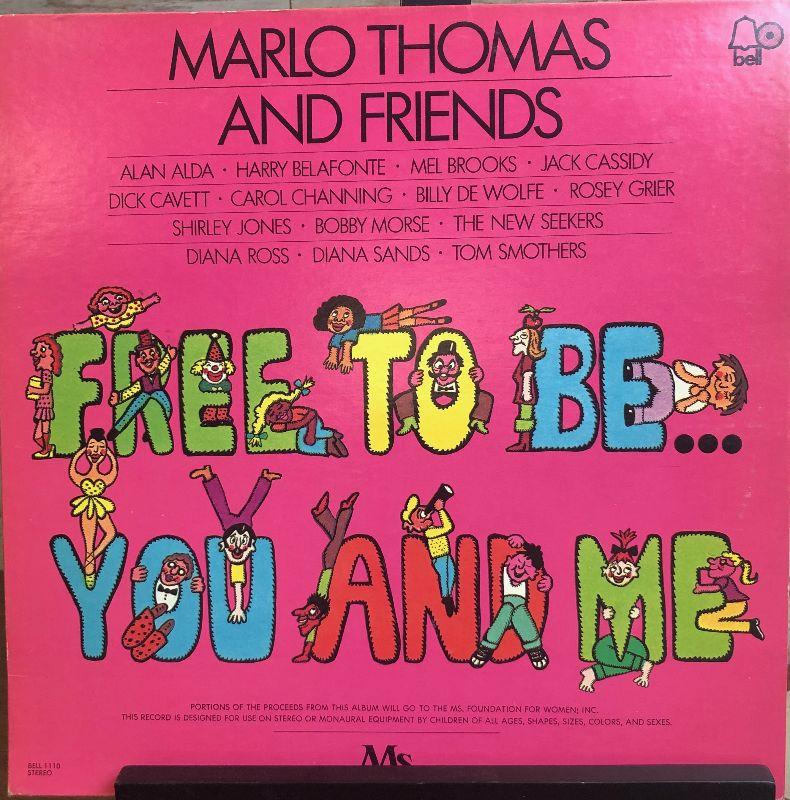 MARLO THOMAS
bell
AND FRIENDS
ALAN ALDA · HARRY BELAFONTE · MEL BROOKS · JACK CASSIDY
DICK CAVETT · CAROL CHANNING · BILLY DE WOLFE · ROSEY GRIER
SHIRLEY JONES · BOBBY MORSE · THE NEW SEEKERS
DIANA ROSS · DIANA SANDS · TOM SMOTHERS
FREE TO BE...
YOU AND ME
PORTIONS OF THE PROCEEDS FROM THIS ALBUM WILL GO TO THE MS. FOUNDATION FOR WOMEN, INC.
THIS RECORD IS DESIGNED FOR USE ON STEREO OR MONAURAL EQUIPMENT BY CHILDREN OF ALL AGES, SHAPES, SIZES, COLORS, AND SEXES.
Ms.
BELL 1110
STEREO